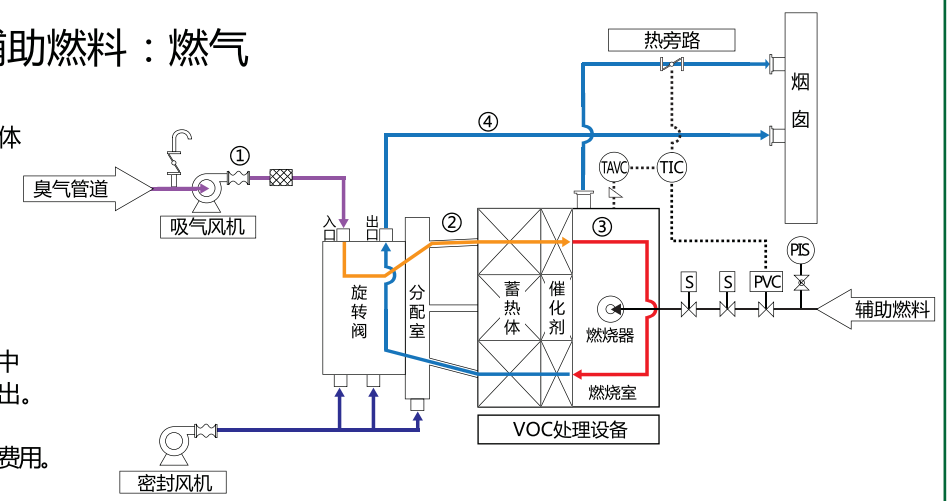 辅助燃料：燃气
体
中
出。
费用。
热旁路
烟囱
④
①
臭气管道
吸气风机
入口
出口
②
TAVC
TIC
③
PIS
S
S
PVC
旋转阀
分配室
蓄热体
催化剂
燃烧器
辅助燃料
燃烧室
VOC处理设备
密封风机